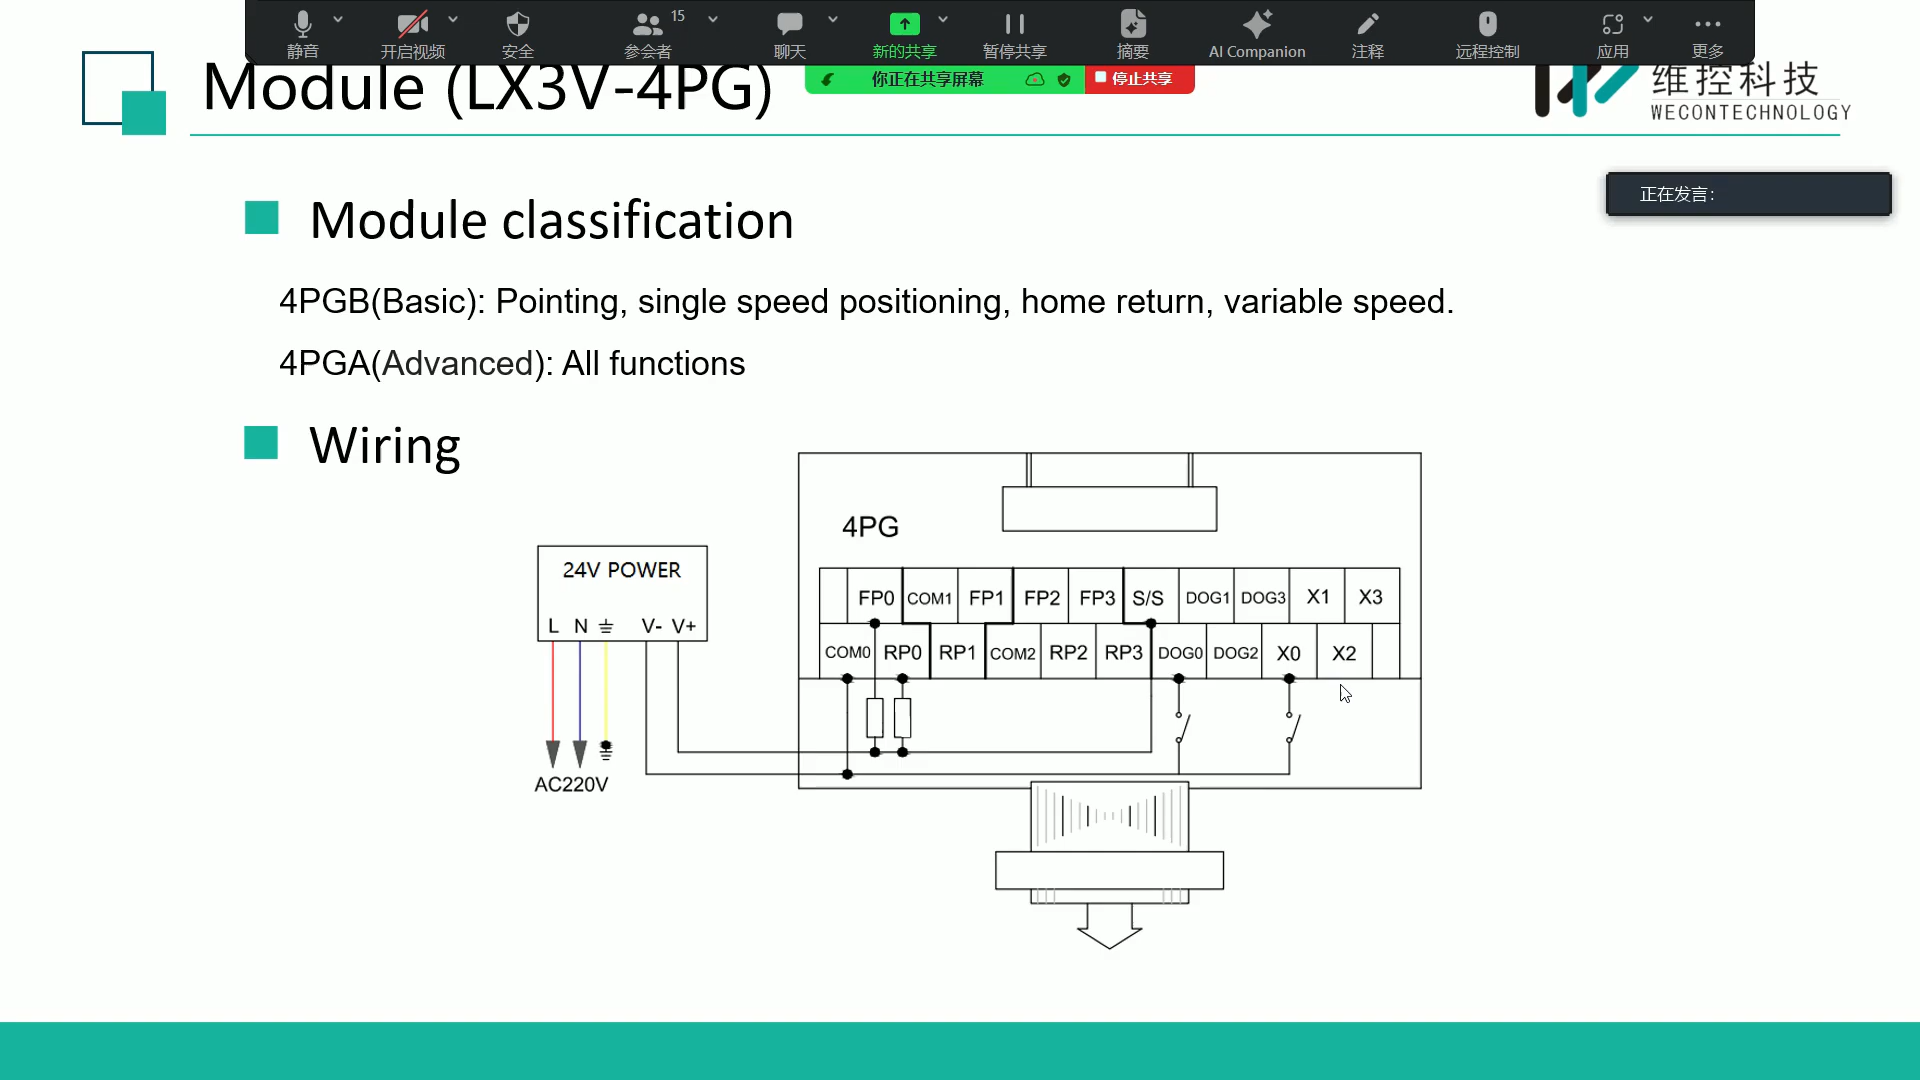 静音
开启视频
安全
15
参会者
聊天
新的共享
暂停共享
摘要
AI Companion
注释
远程控制
应用
更多
你正在共享屏幕
停止共享
Module (LX3V-4PG)
维控科技
WECONTECHNOLOGY
正在发言:
Module classification
4PGB(Basic): Pointing, single speed positioning, home return, variable speed.
4PGA(Advanced): All functions
Wiring
4PG
24V POWER
L N V- V+
AC220V
FP0 COM1 FP1 FP2 FP3 S/S DOG1 DOG3 X1 X3
COM0 RP0 RP1 COM2 RP2 RP3 DOG0 DOG2 X0 X2